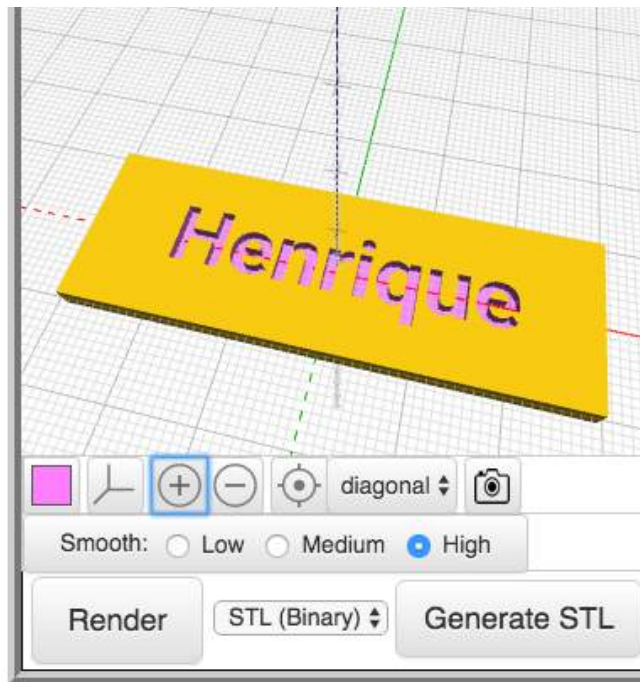 Henrique
diagonal
Smooth: Low Medium High
Render STL (Binary) Generate STL